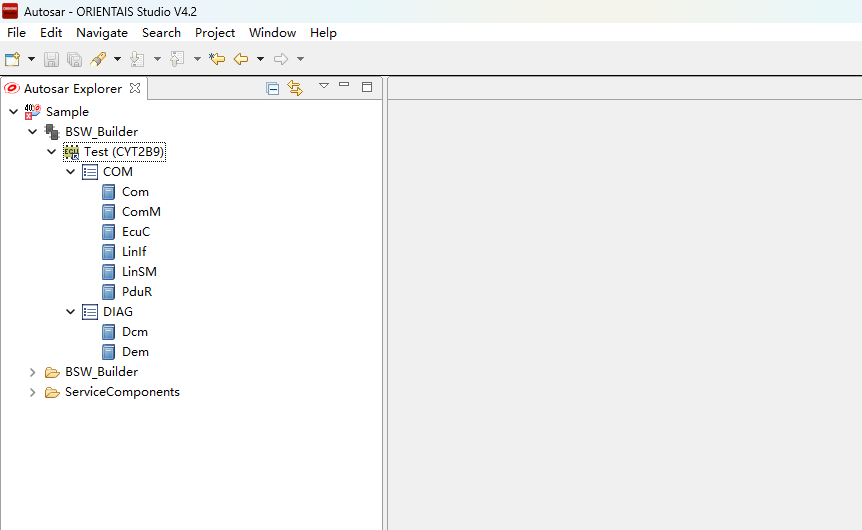 Autosar - ORIENTAIS Studio V4.2
File Edit Navigate Search Project Window Help
Autosar Explorer
Sample
BSW_Builder
Test (CYT2B9)
COM
Com
ComM
EcuC
LinIf
LinSM
PduR
DIAG
Dcm
Dem
BSW_Builder
ServiceComponents